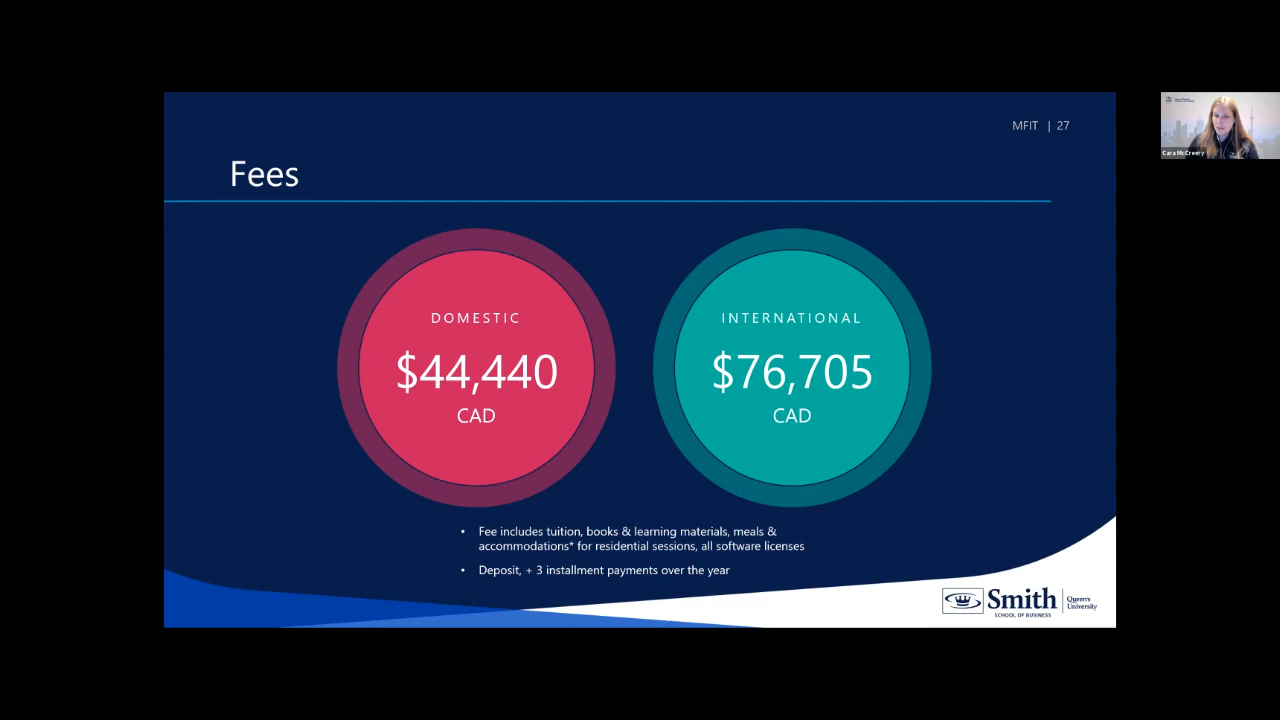 MFIT | 27
Fees
DOMESTIC
$44,440
CAD
INTERNATIONAL
$76,705
CAD
• Fee includes tuition, books & learning materials, meals &
accommodations* for residential sessions, all software licenses
• Deposit, + 3 installment payments over the year
Smith
SCHOOL OF BUSINESS
Queen's
University
Cara McCreery